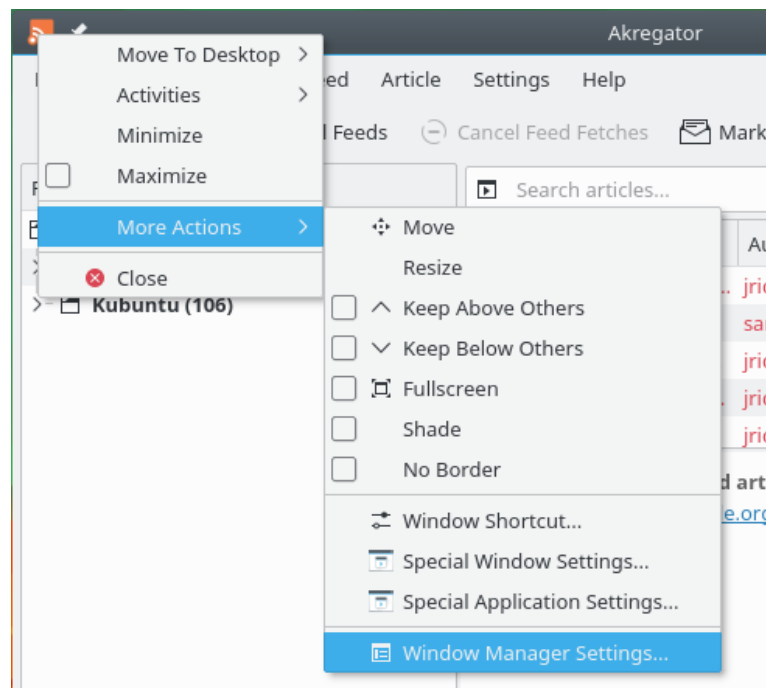 Akregator
Move To Desktop
Activities
Minimize
Maximize
More Actions
Close
Article Settings Help
Feeds Cancel Feed Fetches Mark
Search articles...
Kubuntu (106)
Move
Resize
Keep Above Others
Keep Below Others
Fullscreen
Shade
No Border
Window Shortcut...
Special Window Settings...
Special Application Settings...
Window Manager Settings...